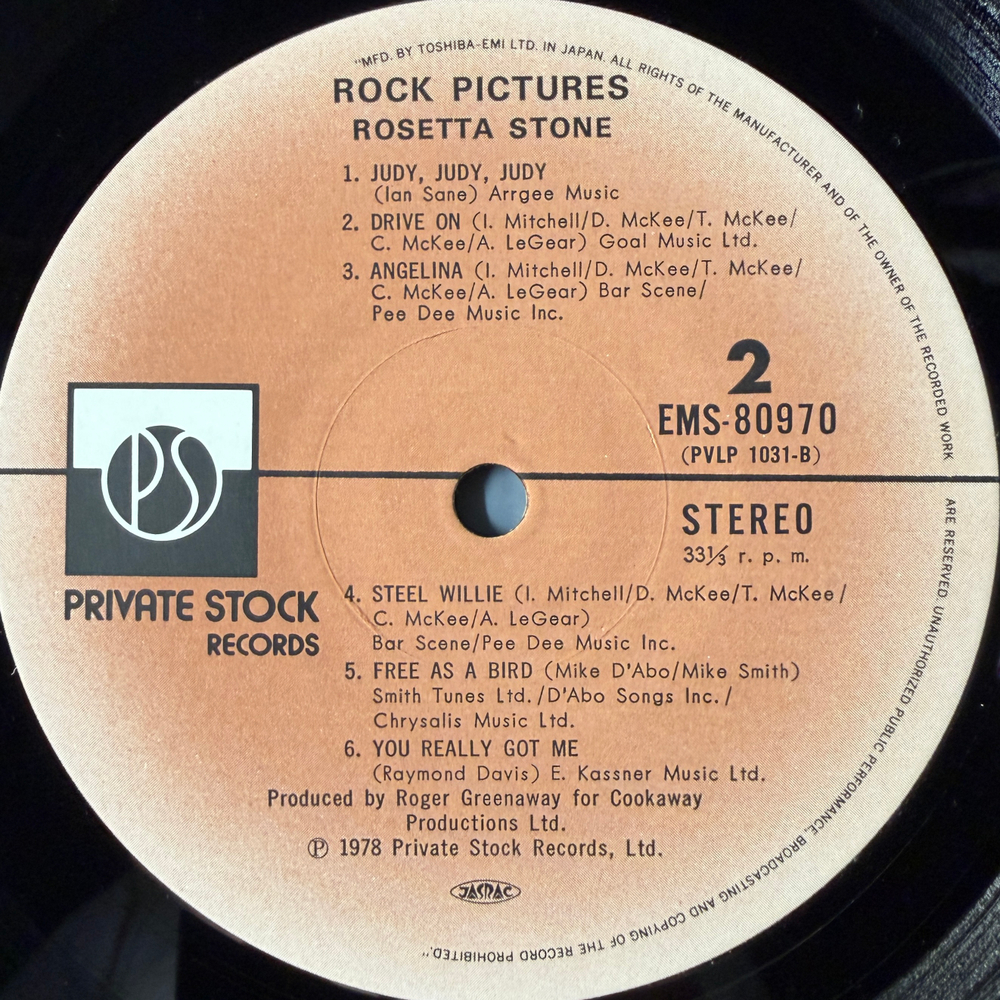 "MFD. BY TOSHIBA-EMI LTD. IN JAPAN. ALL RIGHTS OF THE MANUFACTURER AND OF THE OWNER OF THE RECORDED WORK ARE RESERVED. UNAUTHORIZED PUBLIC PERFORMANCE, BROADCASTING AND COPYING OF THE RECORD PROHIBITED."
ROCK PICTURES
ROSETTA STONE
1. JUDY, JUDY, JUDY
(Ian Sane) Arrgee Music
2. DRIVE ON (I. Mitchell/D. McKee/T. McKee/
C. McKee/A. LeGear) Goal Music Ltd.
3. ANGELINA (I. Mitchell/D. McKee/T. McKee/
C. McKee/A. LeGear) Bar Scene/
Pee Dee Music Inc.
2
EMS-80970
(PVLP 1031-B)
PS
PRIVATE STOCK
RECORDS
STEREO
33⅓ r. p. m.
4. STEEL WILLIE (I. Mitchell/D. McKee/T. McKee/
C. McKee/A. LeGear)
Bar Scene/Pee Dee Music Inc.
5. FREE AS A BIRD (Mike D'Abo/Mike Smith)
Smith Tunes Ltd./D'Abo Songs Inc./
Chrysalis Music Ltd.
6. YOU REALLY GOT ME
(Raymond Davis) E. Kassner Music Ltd.
Produced by Roger Greenaway for Cookaway
Productions Ltd.
Ⓟ 1978 Private Stock Records, Ltd.
JASRAC